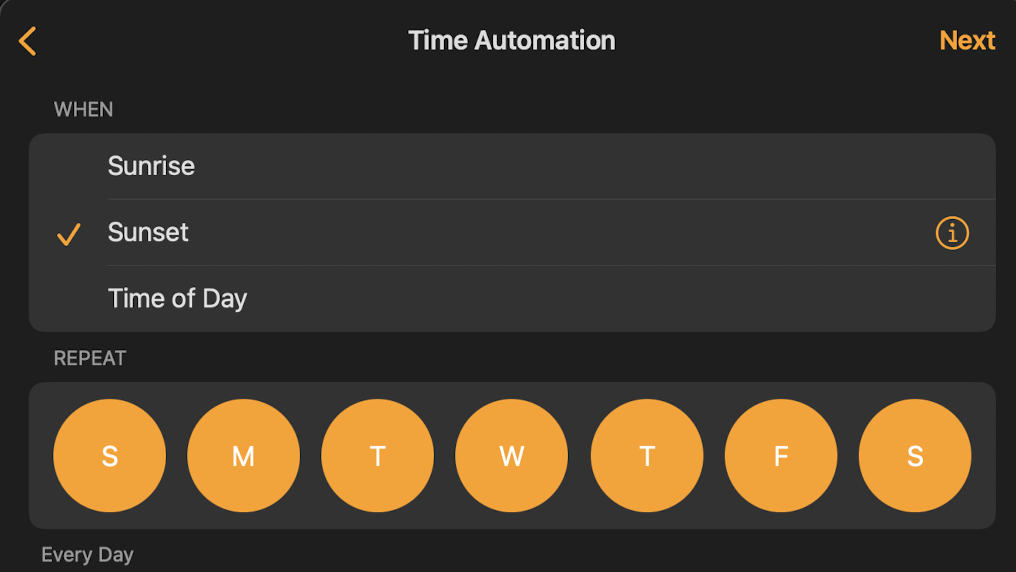 Time Automation Next
WHEN
Sunrise
Sunset
Time of Day
REPEAT
S M T W T F S
Every Day